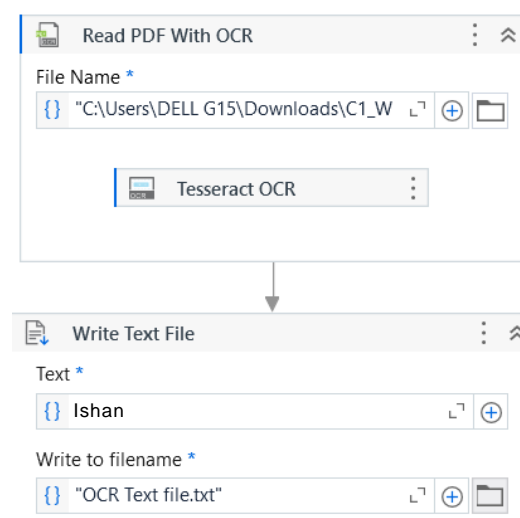 Read PDF With OCR
File Name *
{} "C:\Users\DELL G15\Downloads\C1_W
OCR Tesseract OCR
Write Text File
Text *
{} Ishan
Write to filename *
{} "OCR Text file.txt"